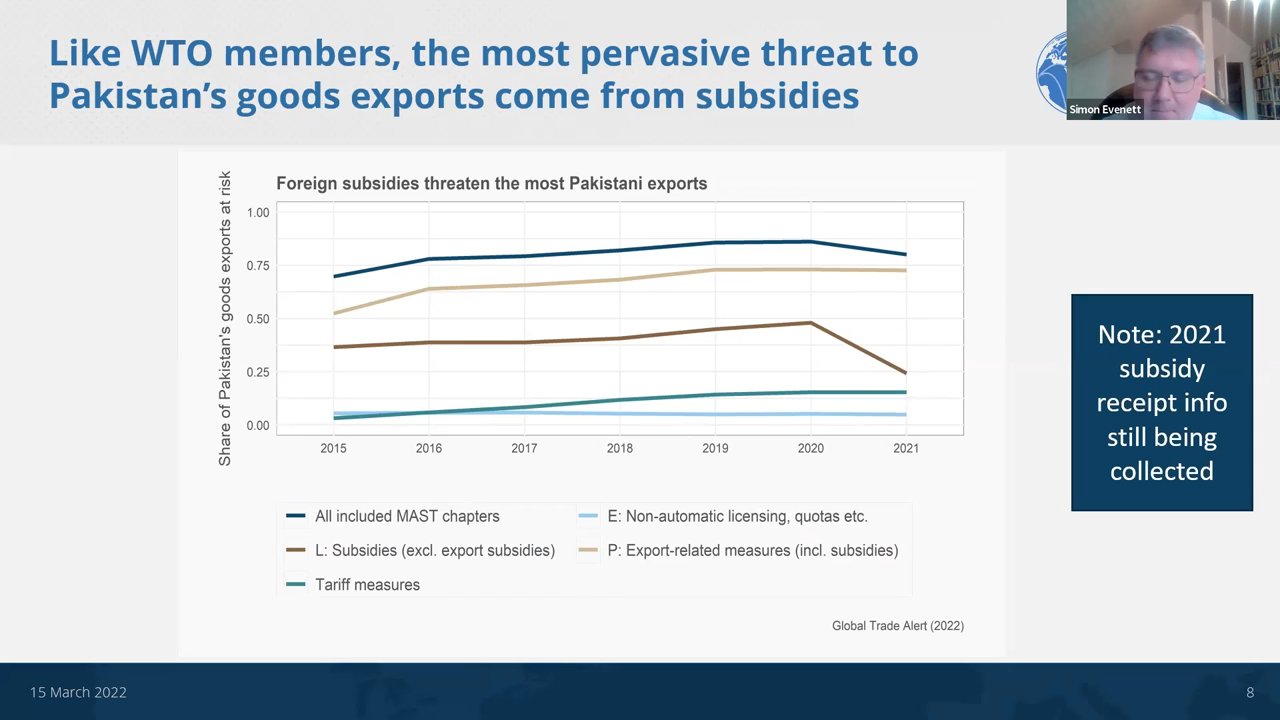 Like WTO members, the most pervasive threat to
Pakistan's goods exports come from subsidies
Simon Evenett
Foreign subsidies threaten the most Pakistani exports
Share of Pakistan's goods exports at risk
1.00
0.75
0.50
0.25
0.00
2015 2016 2017 2018 2019 2020 2021
All included MAST chapters
E: Non-automatic licensing, quotas etc.
L: Subsidies (excl. export subsidies)
P: Export-related measures (incl. subsidies)
Tariff measures
Global Trade Alert (2022)
Note: 2021
subsidy
receipt info
still being
collected
15 March 2022
8